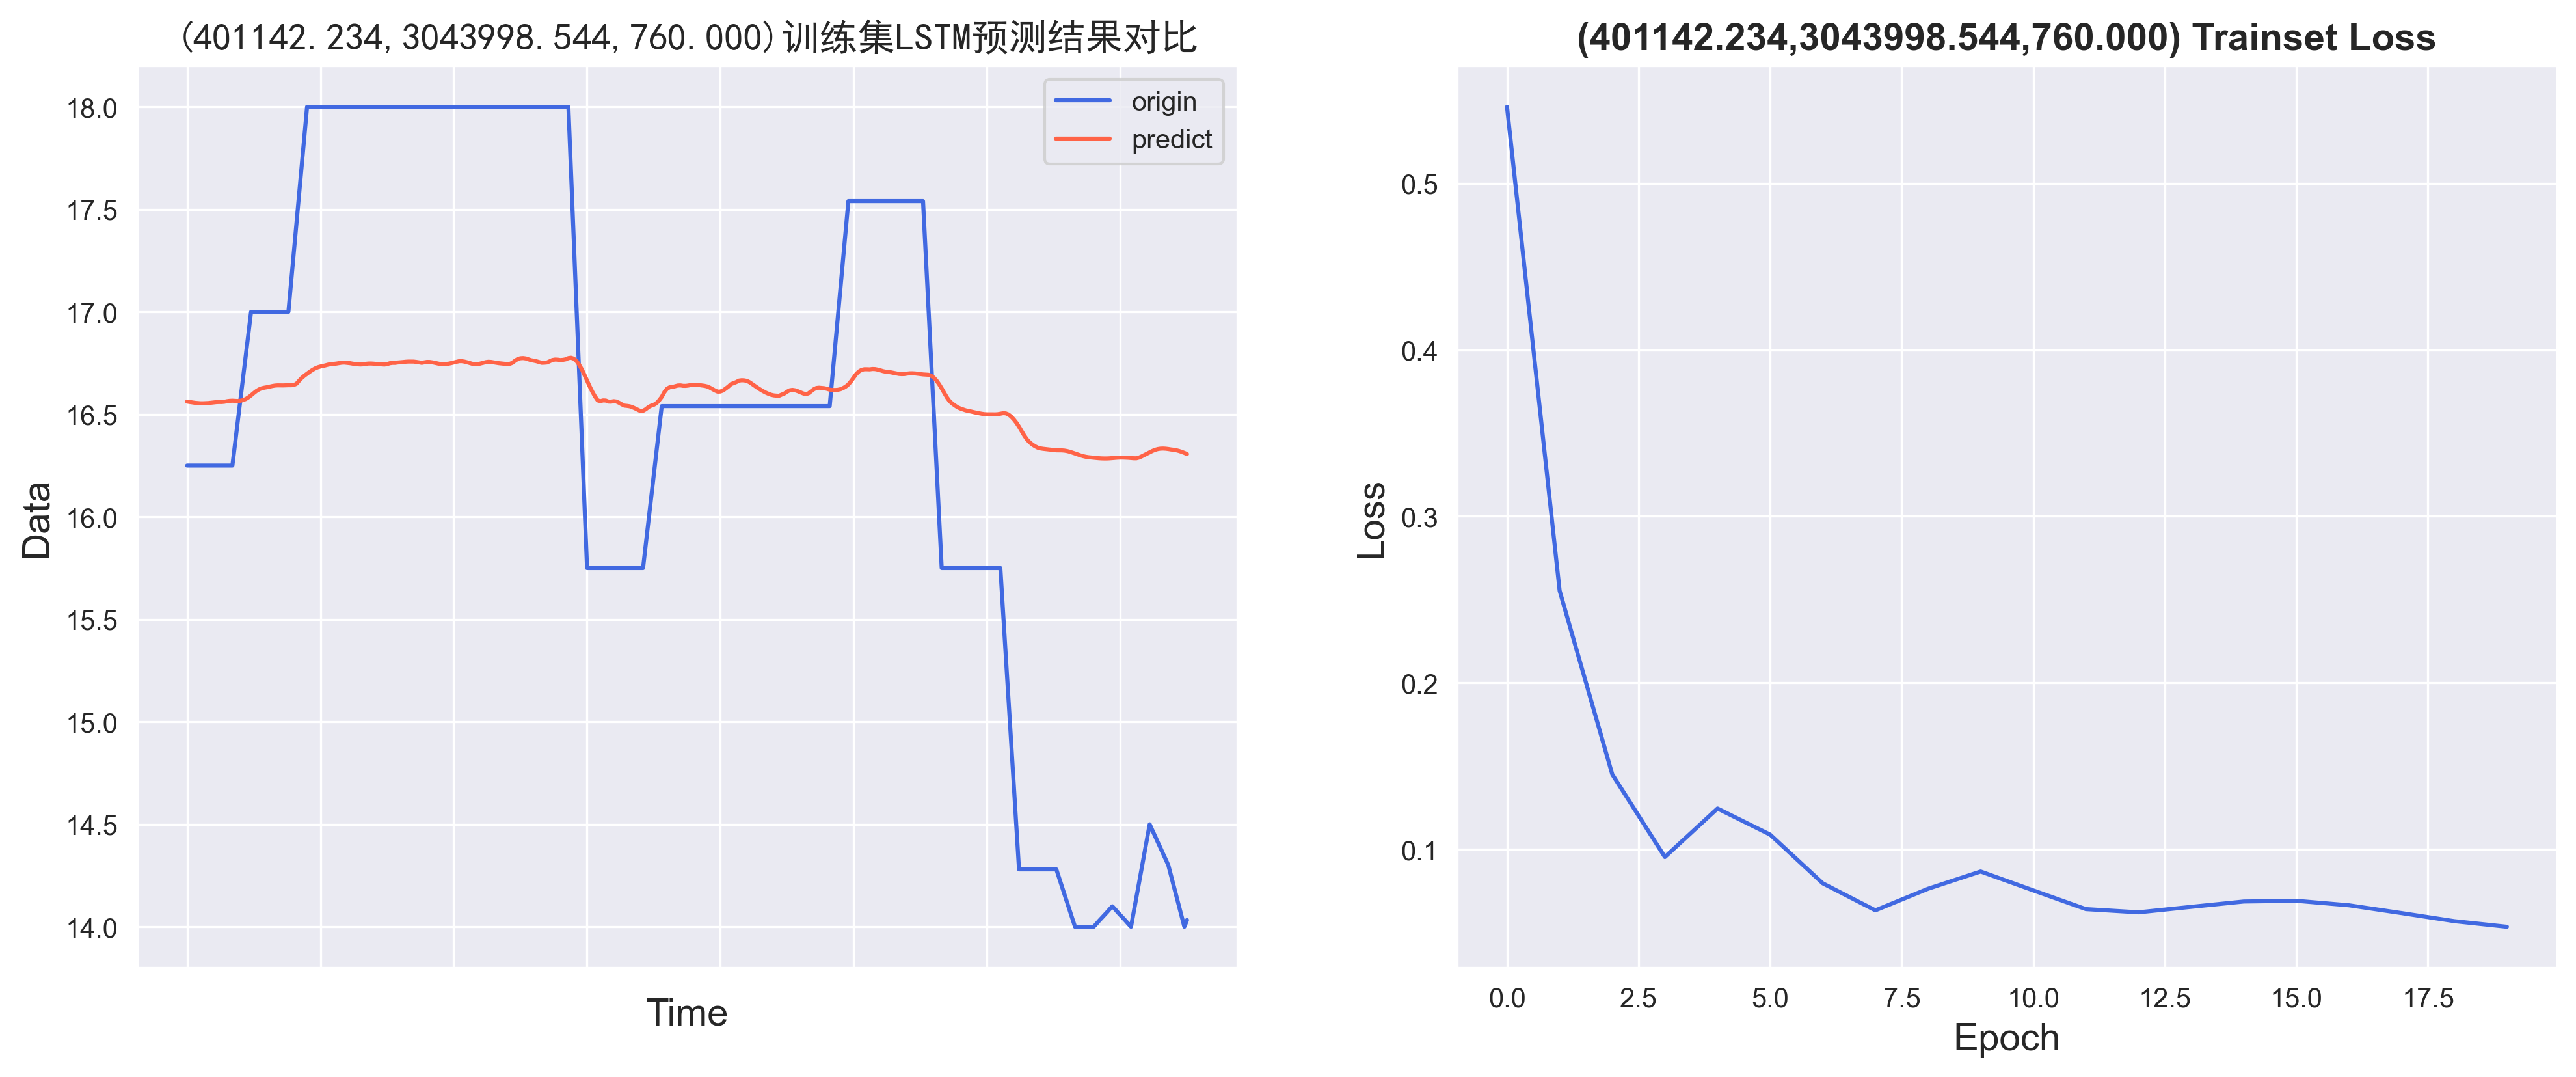 (401142.234,3043998.544,760.000)训练集LSTM预测结果对比
origin
predict
18.0
17.5
17.0
16.5
16.0
15.5
15.0
14.5
14.0
Data
Time
(401142.234,3043998.544,760.000) Trainset Loss
0.5
0.4
0.3
0.2
0.1
Loss
0.0 2.5 5.0 7.5 10.0 12.5 15.0 17.5
Epoch